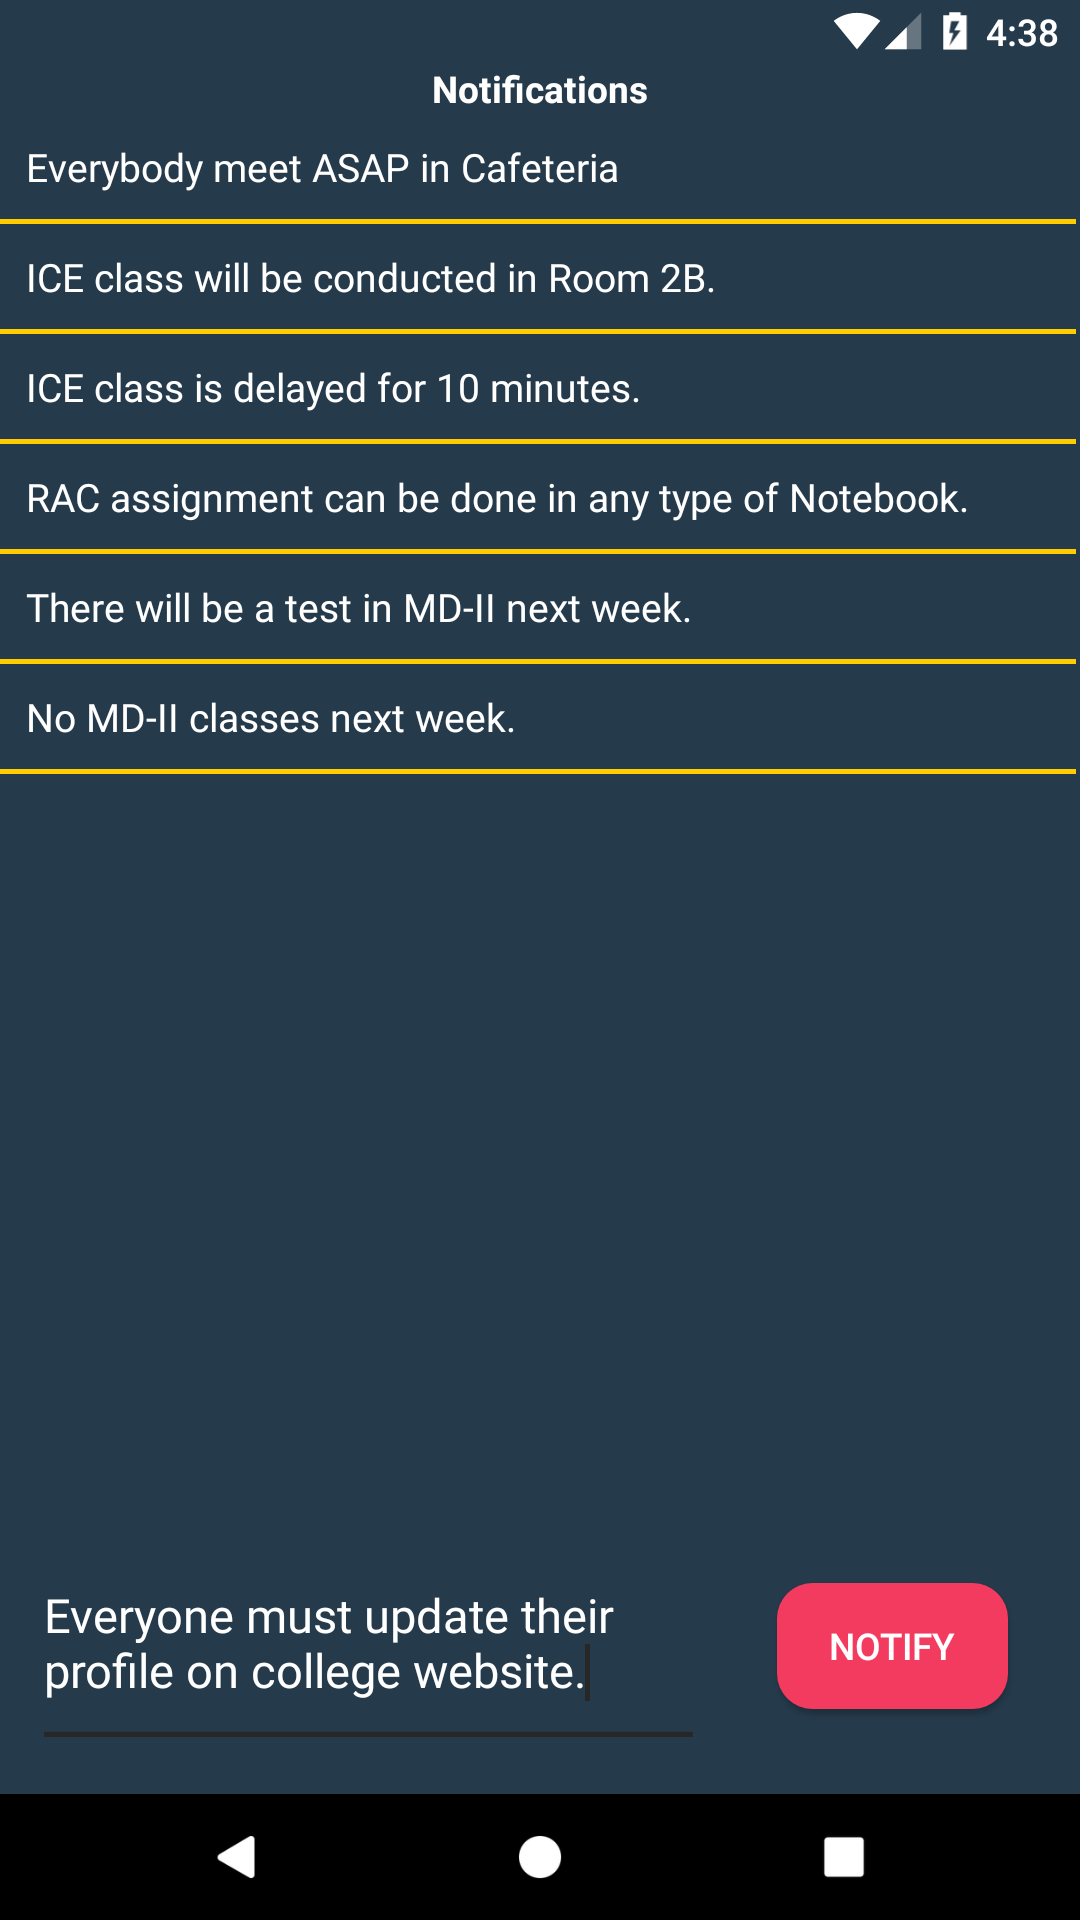 4:38
Notifications
Everybody meet ASAP in Cafeteria
ICE class will be conducted in Room 2B.
ICE class is delayed for 10 minutes.
RAC assignment can be done in any type of Notebook.
There will be a test in MD-II next week.
No MD-II classes next week.
Everyone must update their
profile on college website.
NOTIFY